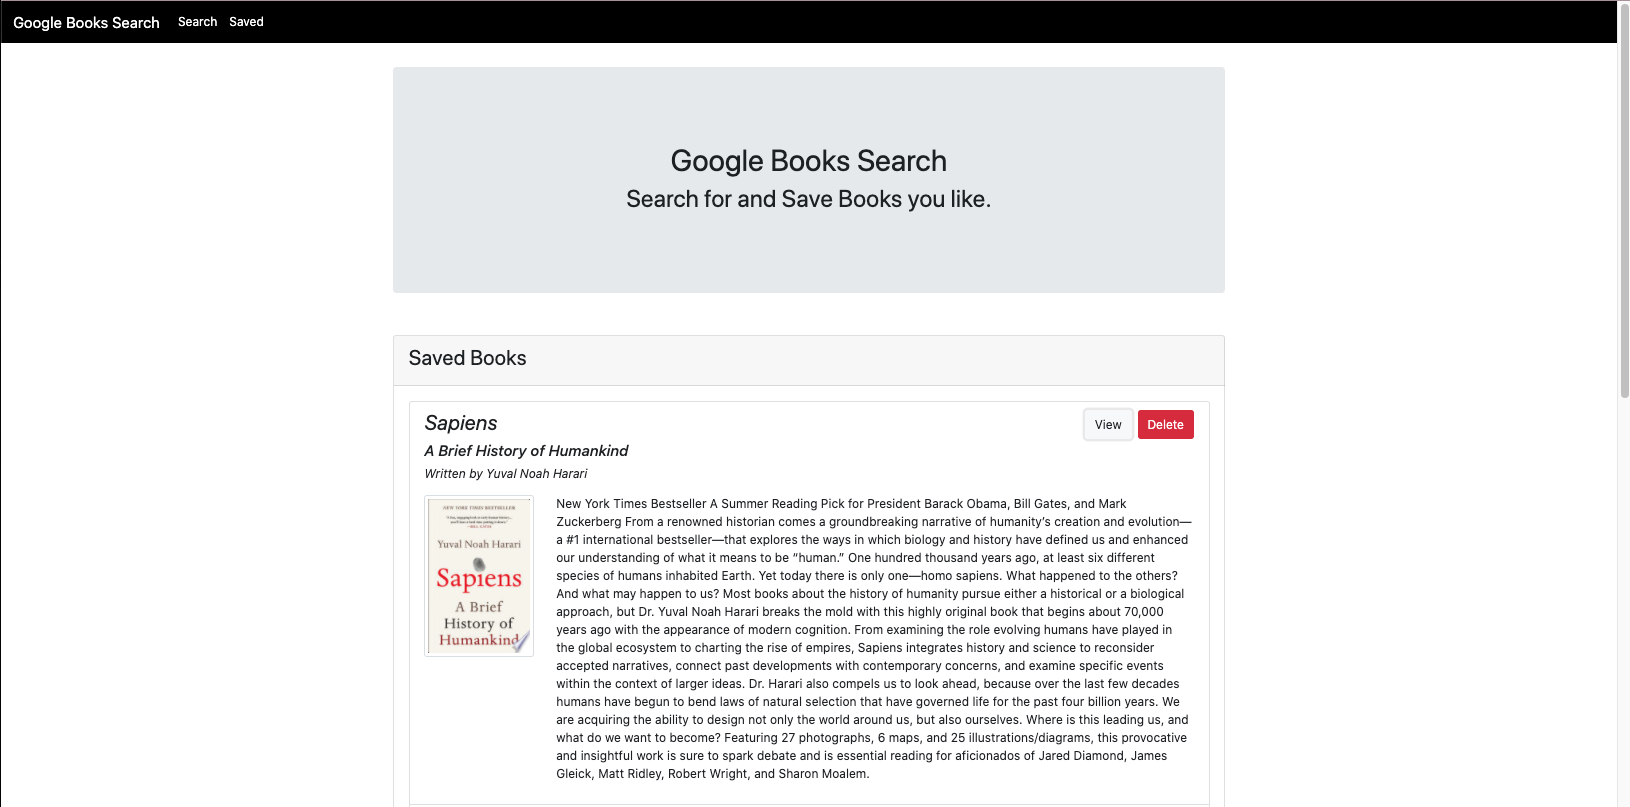 Google Books Search Search Saved
Google Books Search
Search for and Save Books you like.
Saved Books
Sapiens
View Delete
A Brief History of Humankind
Written by Yuval Noah Harari
NEW YORK TIMES BESTSELLER
Yuval Noah Harari
Sapiens
A Brief
History of
Humankind
New York Times Bestseller A Summer Reading Pick for President Barack Obama, Bill Gates, and Mark
Zuckerberg From a renowned historian comes a groundbreaking narrative of humanity’s creation and evolution—
a #1 international bestseller—that explores the ways in which biology and history have defined us and enhanced
our understanding of what it means to be “human.” One hundred thousand years ago, at least six different
species of humans inhabited Earth. Yet today there is only one—homo sapiens. What happened to the others?
And what may happen to us? Most books about the history of humanity pursue either a historical or a biological
approach, but Dr. Yuval Noah Harari breaks the mold with this highly original book that begins about 70,000
years ago with the appearance of modern cognition. From examining the role evolving humans have played in
the global ecosystem to charting the rise of empires, Sapiens integrates history and science to reconsider
accepted narratives, connect past developments with contemporary concerns, and examine specific events
within the context of larger ideas. Dr. Harari also compels us to look ahead, because over the last few decades
humans have begun to bend laws of natural selection that have governed life for the past four billion years. We
are acquiring the ability to design not only the world around us, but also ourselves. Where is this leading us, and
what do we want to become? Featuring 27 photographs, 6 maps, and 25 illustrations/diagrams, this provocative
and insightful work is sure to spark debate and is essential reading for aficionados of Jared Diamond, James
Gleick, Matt Ridley, Robert Wright, and Sharon Moalem.